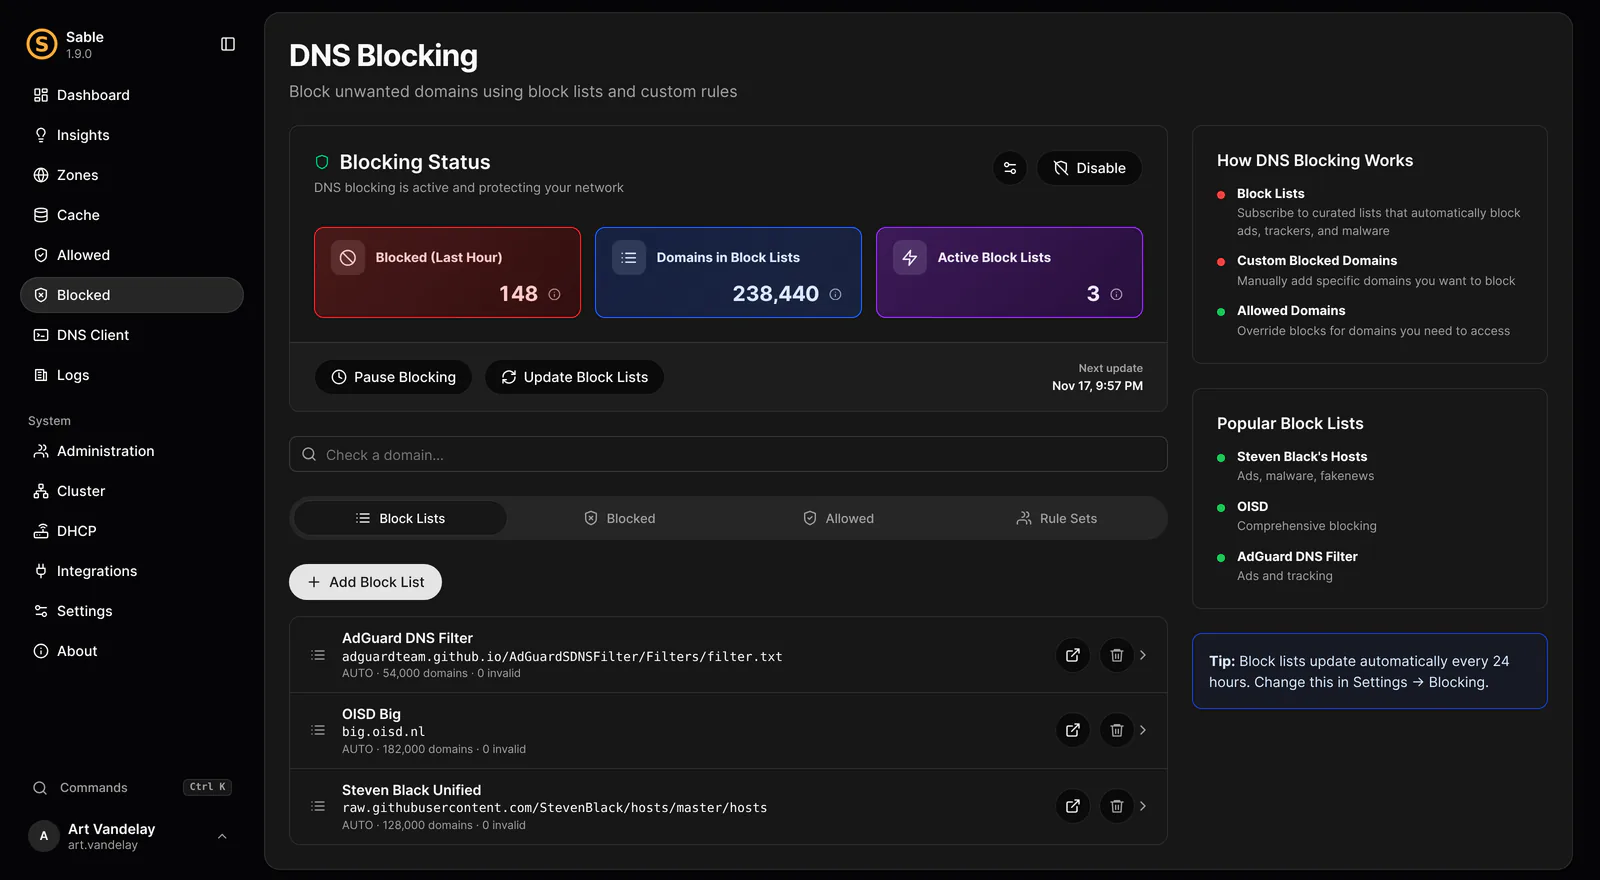 Sable
1.9.0
Dashboard
Insights
Zones
Cache
Allowed
Blocked
DNS Client
Logs
System
Administration
Cluster
DHCP
Integrations
Settings
About
Commands
Ctrl K
A
Art Vandelay
art.vandelay
DNS Blocking
Block unwanted domains using block lists and custom rules
Blocking Status
DNS blocking is active and protecting your network
Disable
Blocked (Last Hour)
148
Domains in Block Lists
238,440
Active Block Lists
3
Pause Blocking
Update Block Lists
Next update
Nov 17, 9:57 PM
Check a domain...
Block Lists
Blocked
Allowed
Rule Sets
+ Add Block List
AdGuard DNS Filter
adguardteam.github.io/AdGuardSDNSFilter/Filters/filter.txt
AUTO · 54,000 domains · 0 invalid
OISD Big
big.oisd.nl
AUTO · 182,000 domains · 0 invalid
Steven Black Unified
raw.githubusercontent.com/StevenBlack/hosts/master/hosts
AUTO · 128,000 domains · 0 invalid
How DNS Blocking Works
Block Lists
Subscribe to curated lists that automatically block
ads, trackers, and malware
Custom Blocked Domains
Manually add specific domains you want to block
Allowed Domains
Override blocks for domains you need to access
Popular Block Lists
Steven Black's Hosts
Ads, malware, fakenews
OISD
Comprehensive blocking
AdGuard DNS Filter
Ads and tracking
Tip: Block lists update automatically every 24
hours. Change this in Settings → Blocking.